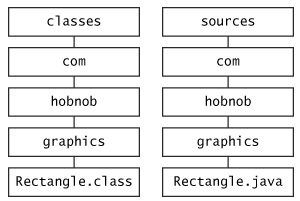 classes
com
hobnob
graphics
Rectangle.class
sources
com
hobnob
graphics
Rectangle.java